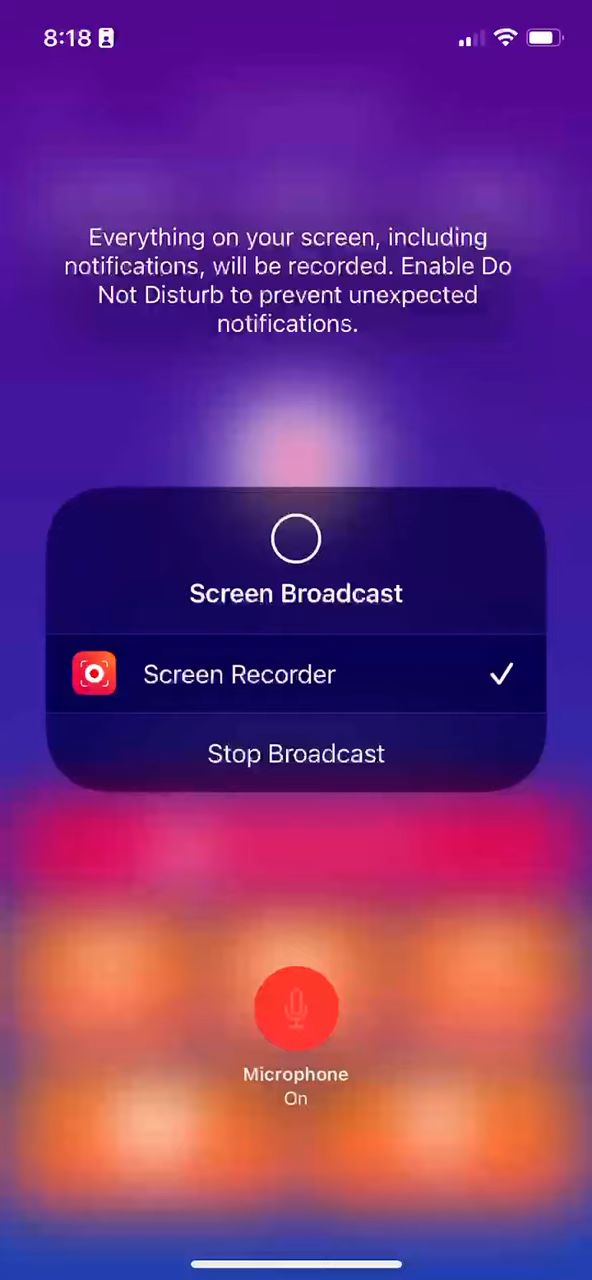 8:18
Everything on your screen, including
notifications, will be recorded. Enable Do
Not Disturb to prevent unexpected
notifications.
Screen Broadcast
Screen Recorder
Stop Broadcast
Microphone
On